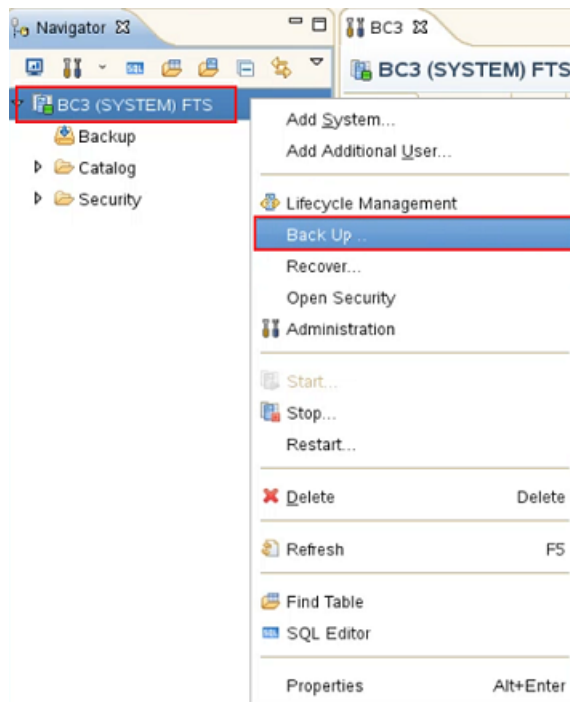 Navigator
BC3
BC3 (SYSTEM) FTS
BC3 (SYSTEM) FTS
Backup
Catalog
Security
Add System...
Add Additional User...
Lifecycle Management
Back Up ..
Recover...
Open Security
Administration
Start...
Stop...
Restart...
Delete Delete
Refresh F5
Find Table
SQL Editor
Properties Alt+Enter